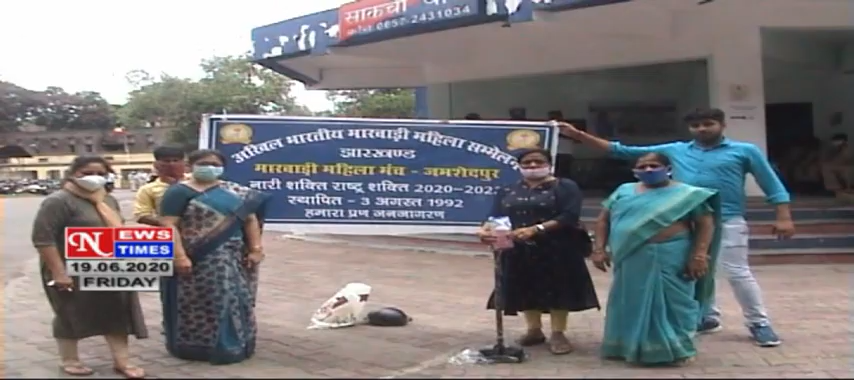 साकची
फोन: 0657-2431034
अखिल भारतीय मारवाड़ी महिला सम्मेलन
झारखण्ड
मारवाड़ी महिला मंच - जमशेदपुर
नारी शक्ति राष्ट्र शक्ति 2020-202
स्थापित - 3 अगस्त 1992
हमारा प्रण जनजागरण
NEWS
TIMES
19.06.2020
FRIDAY